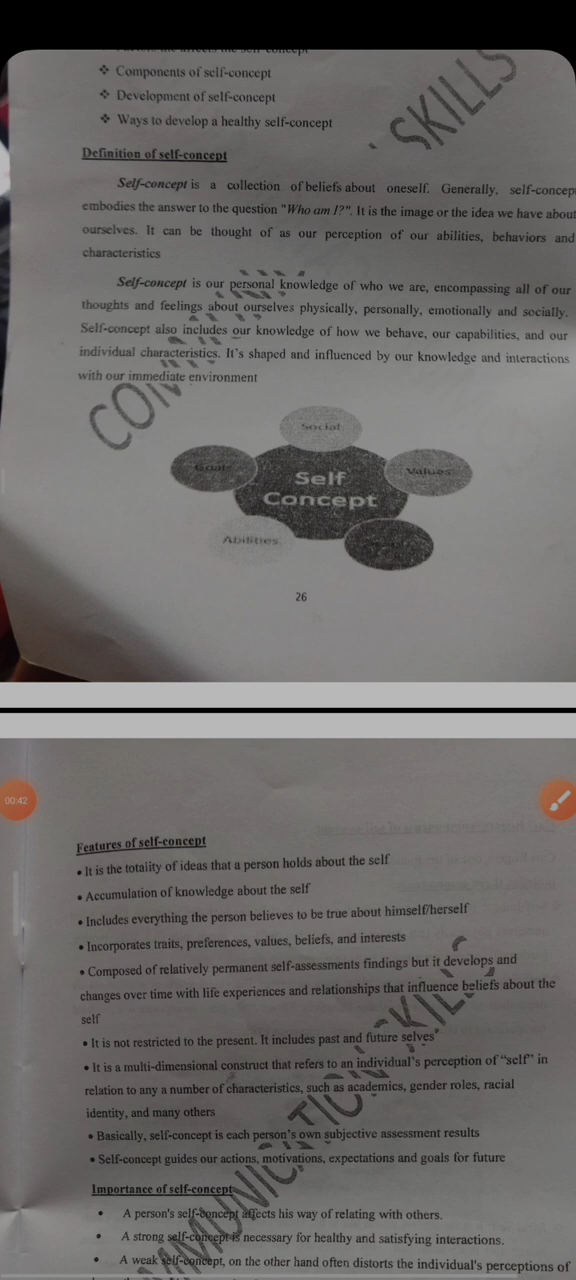 ❖ Components of self-concept
❖ Development of self-concept
❖ Ways to develop a healthy self-concept
SKILLS
Definition of self-concept
Self-concept is a collection of beliefs about oneself. Generally, self-concep
embodies the answer to the question "Who am I?". It is the image or the idea we have about
ourselves. It can be thought of as our perception of our abilities, behaviors and
characteristics
Self-concept is our personal knowledge of who we are, encompassing all of our
thoughts and feelings about ourselves physically, personally, emotionally and socially.
Self-concept also includes our knowledge of how we behave, our capabilities, and our
individual characteristics. It's shaped and influenced by our knowledge and interactions
with our immediate environment
Social
Goals
Values
Self
Concept
Abilities
26
00:42
Features of self-concept
• It is the totality of ideas that a person holds about the self
• Accumulation of knowledge about the self
• Includes everything the person believes to be true about himself/herself
• Incorporates traits, preferences, values, beliefs, and interests
• Composed of relatively permanent self-assessments findings but it develops and
changes over time with life experiences and relationships that influence beliefs about the
self
• It is not restricted to the present. It includes past and future selves
• It is a multi-dimensional construct that refers to an individual's perception of "self" in
relation to any a number of characteristics, such as academics, gender roles, racial
identity, and many others
• Basically, self-concept is each person's own subjective assessment results
• Self-concept guides our actions, motivations, expectations and goals for future
Importance of self-concept
• A person's self-concept affects his way of relating with others.
• A strong self-concept is necessary for healthy and satisfying interactions.
• A weak self-concept, on the other hand often distorts the individual's perceptions of